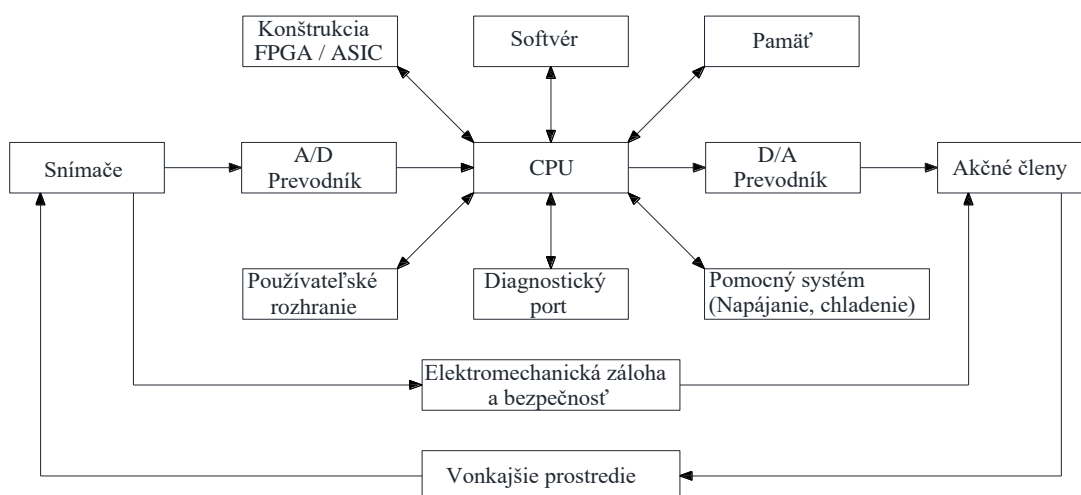 Konštrukcia
FPGA / ASIC
Softvér
Pamäť
Snímače
A/D
Prevodník
CPU
D/A
Prevodník
Akčné členy
Používateľské
rozhranie
Diagnostický
port
Pomocný systém
(Napájanie, chladenie)
Elektromechanická záloha
a bezpečnosť
Vonkajšie prostredie